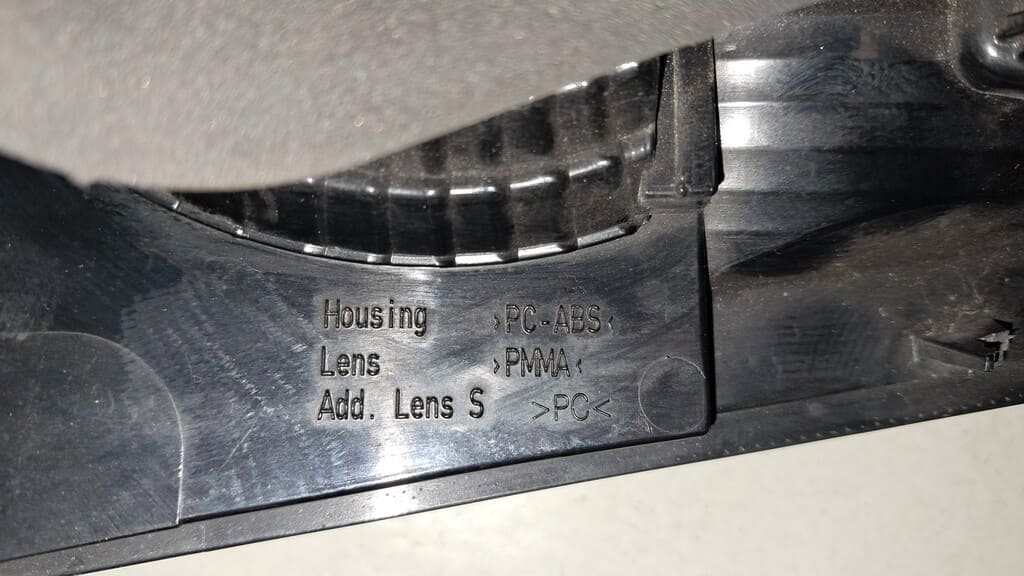 Housing >PC-ABS<
Lens >PMMA<
Add. Lens S >PC<